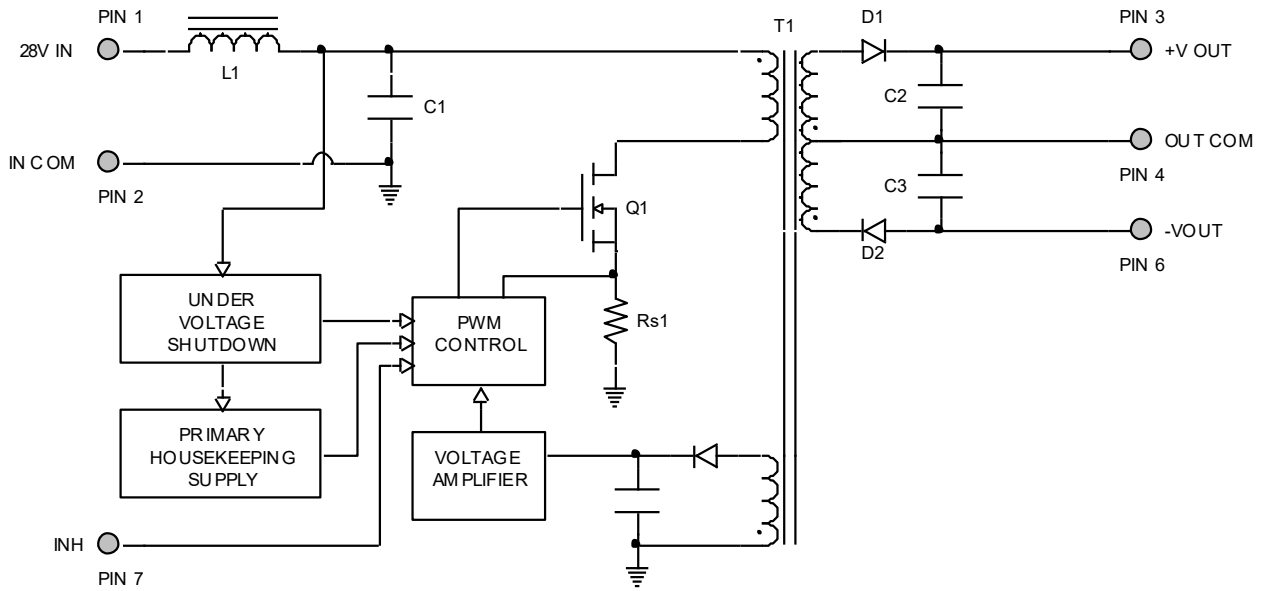 PIN 1
28V IN
L1
C1
IN COM
PIN 2
T1
D1
PIN 3
+V OUT
C2
OUT COM
PIN 4
C3
-VOUT
D2
PIN 6
Q1
UNDER
VOLTAGE
SHUTDOWN
PWM
CONTROL
Rs1
PRIMARY
HOUSEKEEPING
SUPPLY
VOLTAGE
AMPLIFIER
INH
PIN 7